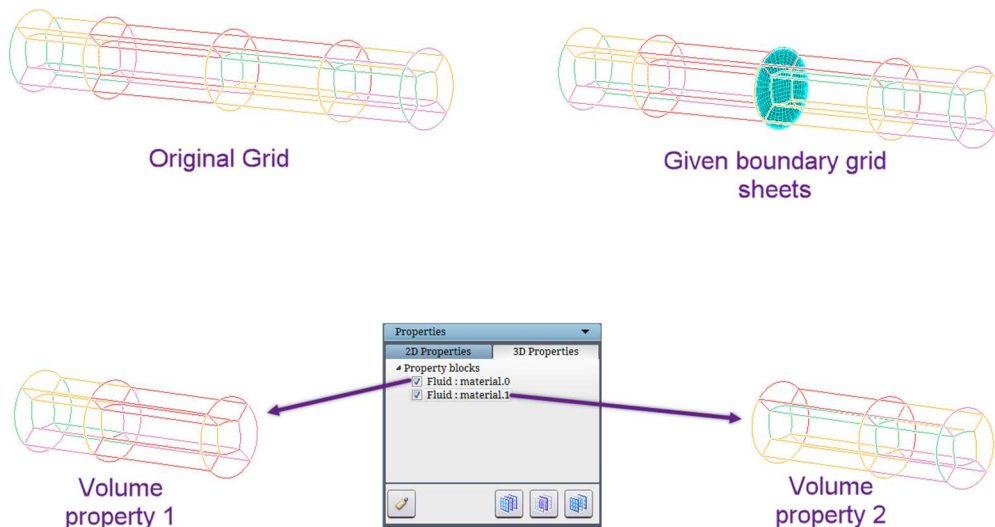 Original Grid
Given boundary grid
sheets
Properties
2D Properties
3D Properties
Property blocks
Fluid : material.0
Fluid : material.1
Volume
property 1
Volume
property 2